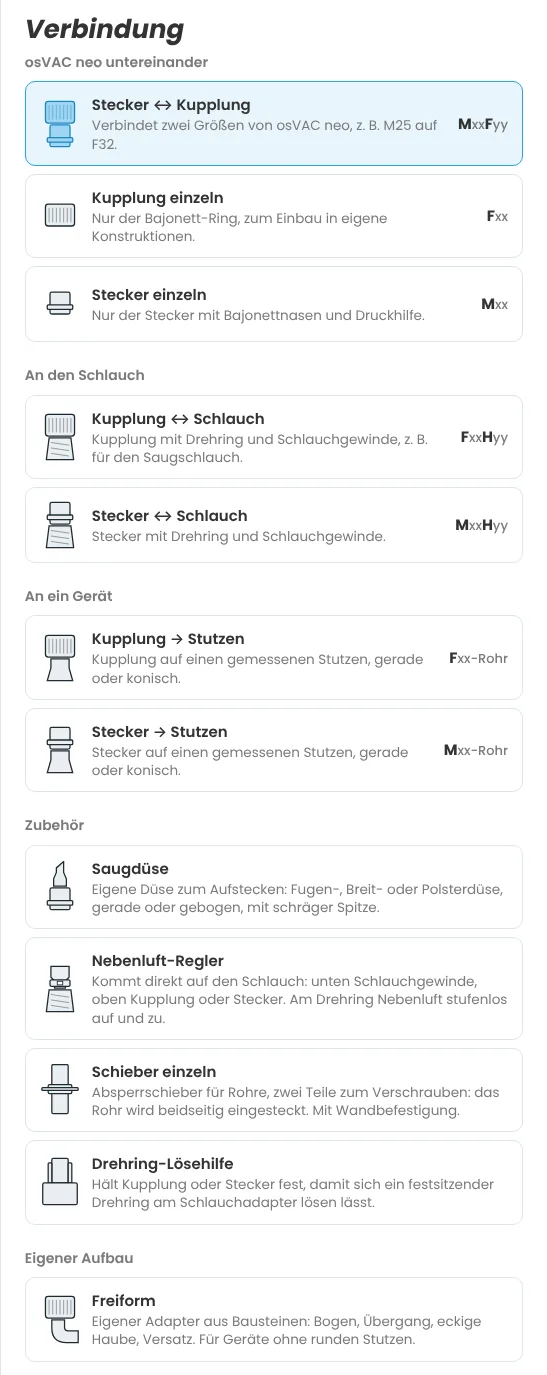 Verbindung
osVAC neo untereinander
Stecker ↔ Kupplung
Verbindet zwei Größen von osVAC neo, z. B. M25 auf
F32.
MxxFyy
Kupplung einzeln
Nur der Bajonett-Ring, zum Einbau in eigene
Konstruktionen.
Fxx
Stecker einzeln
Nur der Stecker mit Bajonettnasen und Druckhilfe.
Mxx
An den Schlauch
Kupplung ↔ Schlauch
Kupplung mit Drehring und Schlauchgewinde, z. B.
für den Saugschlauch.
FxxHyy
Stecker ↔ Schlauch
Stecker mit Drehring und Schlauchgewinde.
MxxHyy
An ein Gerät
Kupplung → Stutzen
Kupplung auf einen gemessenen Stutzen, gerade
oder konisch.
Fxx-Rohr
Stecker → Stutzen
Stecker auf einen gemessenen Stutzen, gerade
oder konisch.
Mxx-Rohr
Zubehör
Saugdüse
Eigene Düse zum Aufstecken: Fugen-, Breit- oder Polsterdüse,
gerade oder gebogen, mit schräger Spitze.
Nebenluft-Regler
Kommt direkt auf den Schlauch: unten Schlauchgewinde,
oben Kupplung oder Stecker. Am Drehring Nebenluft stufenlos
auf und zu.
Schieber einzeln
Absperrschieber für Rohre, zwei Teile zum Verschrauben: das
Rohr wird beidseitig eingesteckt. Mit Wandbefestigung.
Drehring-Lösehilfe
Hält Kupplung oder Stecker fest, damit sich ein festsitzender
Drehring am Schlauchadapter lösen lässt.
Eigener Aufbau
Freiform
Eigener Adapter aus Bausteinen: Bogen, Übergang, eckige
Haube, Versatz. Für Geräte ohne runden Stutzen.